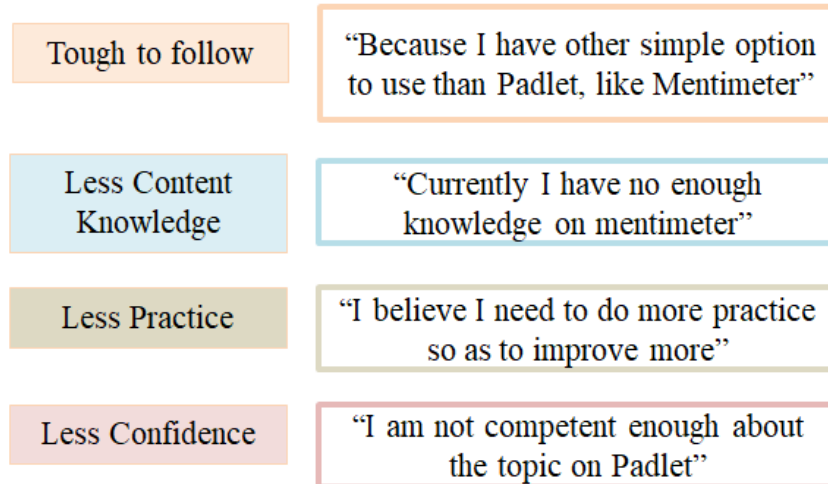 Tough to follow
“Because I have other simple option
to use than Padlet, like Mentimeter”
Less Content
Knowledge
“Currently I have no enough
knowledge on mentimeter”
Less Practice
“I believe I need to do more practice
so as to improve more”
Less Confidence
“I am not competent enough about
the topic on Padlet”